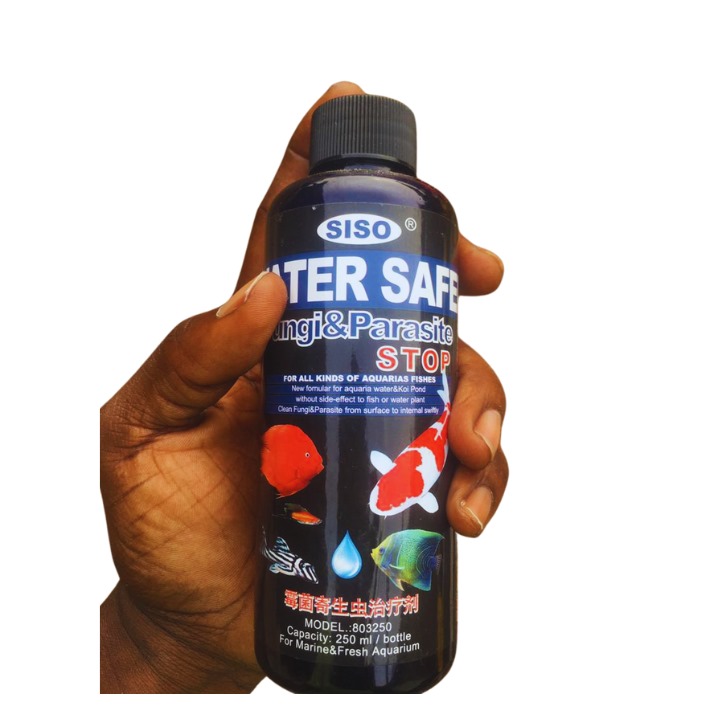 SISO ®
ATER SAFE
ungi&Parasite
STOP
FOR ALL KINDS OF AQUARIAS FISHES
New fornular for aquaria water&Koi Pond
without side-effect to fish or water plant
Clean Fungi&Parasite from surface to internal swiftly
霉菌寄生虫治疗剂
MODEL.:803250
Capacity: 250 ml / bottle
For Marine&Fresh Aquarium